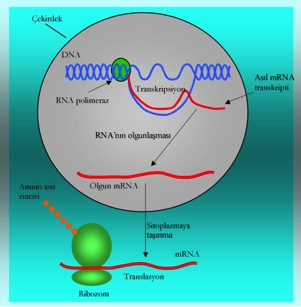 Çekirdek
DNA
Transkripsiyon
RNA polimeraz
Asıl mRNA
transkripti
RNA'nın olgunlaşması
Olgun mRNA
Amino asit
zinciri
Sitoplazmaya
taşınma
mRNA
Translasyon
Ribozom